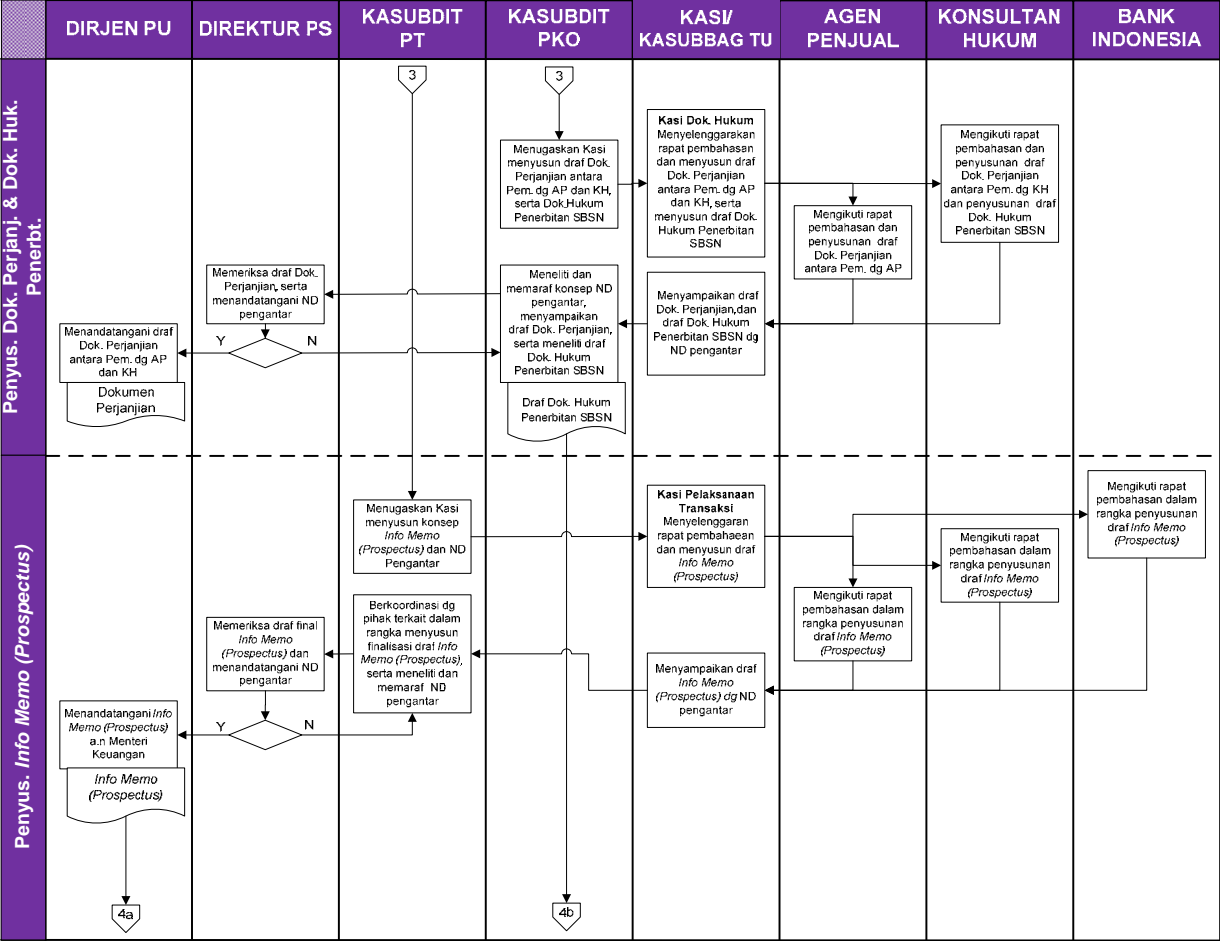 DIRJEN PU
DIREKTUR PS
KASUBDIT
PT
KASUBDIT
PKO
KASI/
KASUBBAG TU
AGEN
PENJUAL
KONSULTAN
HUKUM
BANK
INDONESIA
Penyus. Dok. Perjanj. & Dok. Huk.
Penerbt.
3
3
Menugaskan Kasi
menyusun draf Dok.
Perjanjian antara
Pem. dg AP dan KH,
serta Dok.Hukum
Penerbitan SBSN
Kasi Dok. Hukum
Menyelenggarakan
rapat pembahasan
dan menyusun draf
Dok. Perjanjian
antara Pem. dg AP
dan KH, serta
menyusun draf Dok.
Hukum Penerbitan
SBSN
Mengikuti rapat
pembahasan dan
penyusunan draf
Dok. Perjanjian
antara Pem. dg AP
Mengikuti rapat
pembahasan dan
penyusunan draf
Dok. Perjanjian
antara Pem. dg KH
dan penyusunan draf
Dok. Hukum
Penerbitan SBSN
Memeriksa draf Dok.
Perjanjian, serta
menandatangani ND
pengantar
Meneliti dan
memaraf konsep ND
pengantar,
menyampaikan
draf Dok. Perjanjian,
serta meneliti draf
Dok. Hukum
Penerbitan SBSN
Menyampaikan draf
Dok. Perjanjian,dan
draf Dok. Hukum
Penerbitan SBSN dg
ND pengantar
Y
N
Menandatangani draf
Dok. Perjanjian
antara Pem. dg AP
dan KH
Dokumen
Perjanjian
Draf Dok. Hukum
Penerbitan SBSN
Penyus. Info Memo (Prospectus)
Menugaskan Kasi
menyusun konsep
Info Memo
(Prospectus) dan ND
Pengantar
Kasi Pelaksanaan
Transaksi
Menyelenggaran
rapat pembahaean
dan menyusun draf
Info Memo
(Prospectus)
Mengikuti rapat
pembahasan dalam
rangka penyusunan
draf Info Memo
(Prospectus)
Mengikuti rapat
pembahasan dalam
rangka penyusunan
draf Info Memo
(Prospectus)
Mengikuti rapat
pembahasan dalam
rangka penyusunan
draf Info Memo
(Prospectus)
Memeriksa draf final
Info Memo
(Prospectus) dan
menandatangani ND
pengantar
Berkoordinasi dg
pihak terkait dalam
rangka menyusun
finalisasi draf Info
Memo (Prospectus),
serta meneliti dan
memaraf ND
pengantar
Menyampaikan draf
Info Memo
(Prospectus) dg ND
pengantar
Y
N
Menandatangani Info
Memo (Prospectus)
a.n Menteri
Keuangan
Info Memo
(Prospectus)
4a
4b